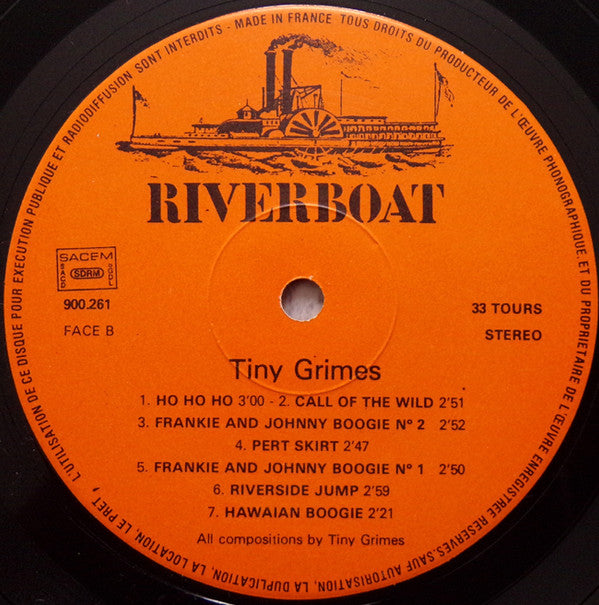 MADE IN FRANCE TOUS DROITS DU PRODUCTEUR DE L'ŒUVRE PHONOGRAPHIQUE ET DU PROPRIETAIRE DE L'ŒUVRE ENREGISTREE RESERVES. SAUF AUTORISATION, LA DUPLICATION, LA LOCATION, LE PRET, L'UTILISATION DE CE DISQUE POUR EXECUTION PUBLIQUE ET RADIODIFFUSION SONT INTERDITS -
RIVERBOAT
SACEM
SACD SDRM SGDL
900.261
FACE B
33 TOURS
STEREO
Tiny Grimes
1. HO HO HO 3'00 - 2. CALL OF THE WILD 2'51
3. FRANKIE AND JOHNNY BOOGIE Nº 2 2'52
4. PERT SKIRT 2'47
5. FRANKIE AND JOHNNY BOOGIE Nº 1 2'50
6. RIVERSIDE JUMP 2'59
7. HAWAIAN BOOGIE 2'21
All compositions by Tiny Grimes